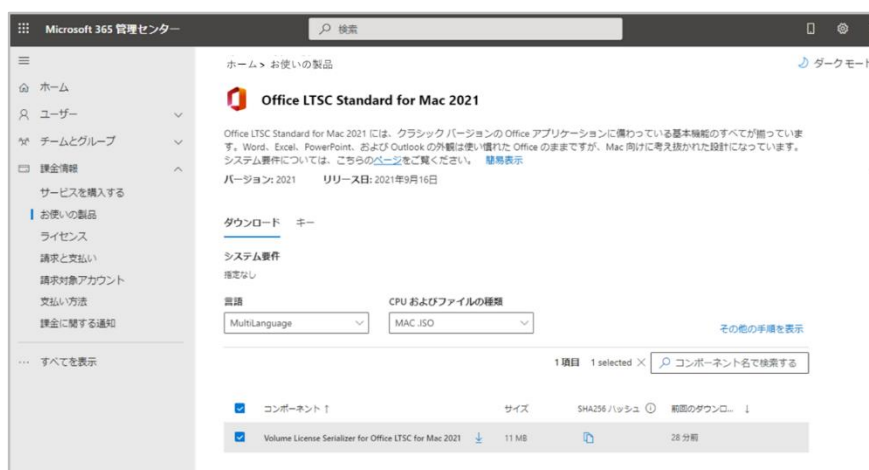 Microsoft 365 管理センター
検索
ホーム
ユーザー
チームとグループ
課金情報
サービスを購入する
お使いの製品
ライセンス
請求と支払い
請求対象アカウント
支払い方法
課金に関する通知
… すべてを表示
ホーム > お使いの製品
ダーク モード
Office LTSC Standard for Mac 2021
Office LTSC Standard for Mac 2021 には、クラシック バージョンの Office アプリケーションに備わっている基本機能のすべてが揃っていま
す。Word、Excel、PowerPoint、および Outlook の外観は使い慣れた Office のままですが、Mac 向けに考え抜かれた設計になっています。
システム要件については、こちらのページをご覧ください。 簡易表示
バージョン: 2021 リリース日: 2021年9月16日
ダウンロード キー
システム要件
指定なし
言語 CPU およびファイルの種類
MultiLanguage MAC .ISO
その他の手順を表示
1 項目 1 selected コンポーネント名で検索する
コンポーネント ↑ サイズ SHA256 ハッシュ 前回のダウンロ... ↓
Volume License Serializer for Office LTSC for Mac 2021 11 MB 28 分前